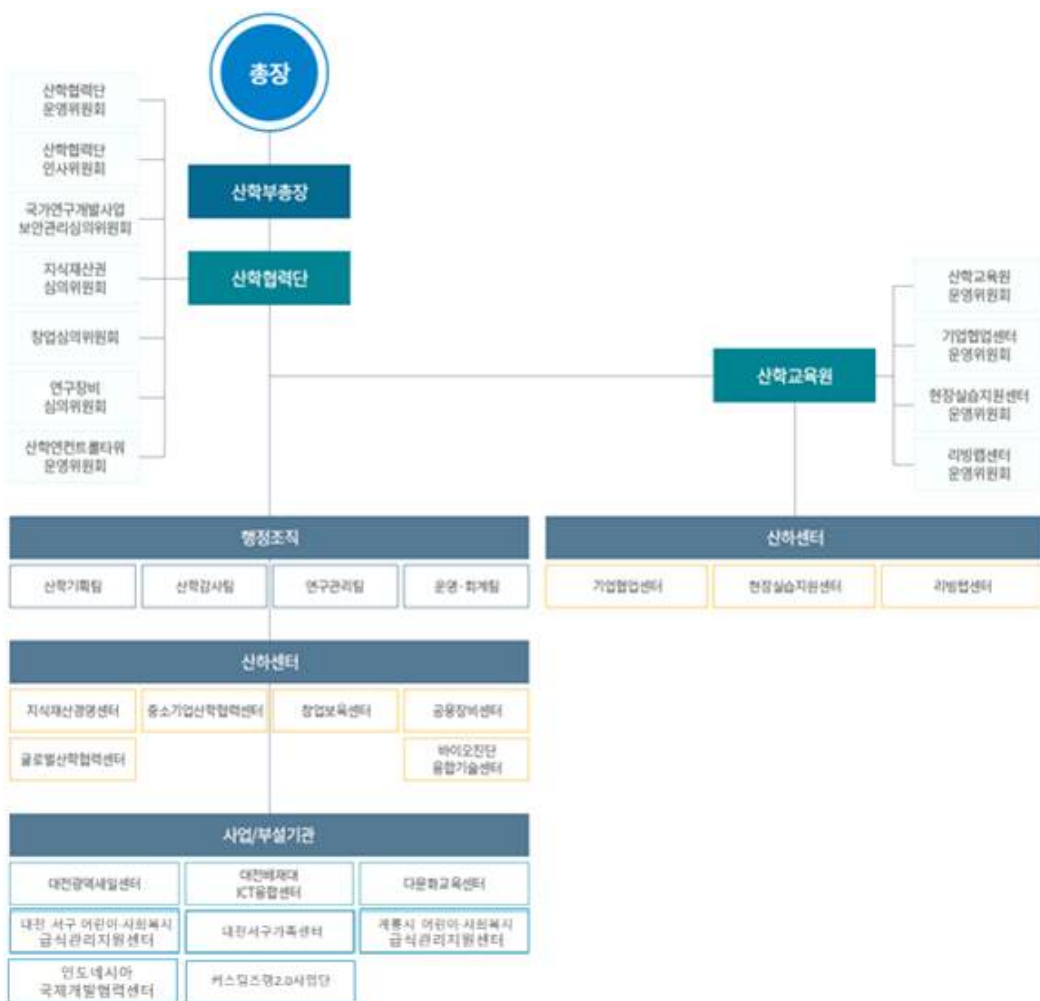 총장
산학협력단
운영위원회
산학협력단
인사위원회
국가연구개발사업
보안관리심의위원회
지식재산권
심의위원회
창업심의위원회
연구장비
심의위원회
산학연컨트롤타워
운영위원회
산학부총장
산학협력단
산학교육원
산학교육원
운영위원회
기업협업센터
운영위원회
현장실습지원센터
운영위원회
리빙랩센터
운영위원회
행정조직
산학기획팀
산학감사팀
연구관리팀
운영·회계팀
산하센터
기업협업센터
현장실습지원센터
리빙랩센터
산하센터
지식재산경영센터
중소기업산학협력센터
창업보육센터
공용장비센터
글로벌산학협력센터
바이오진단
융합기술센터
사업/부설기관
대전광역새일센터
대전배재대
ICT융합센터
다문화교육센터
대전 서구 어린이·사회복지
급식관리지원센터
대전서구가족센터
계룡시 어린이·사회복지
급식관리지원센터
인도네시아
국제개발협력센터
2.0사업단